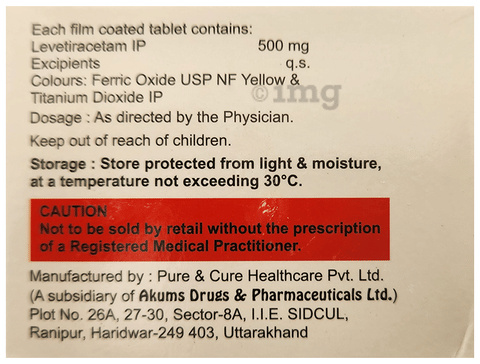 Each film coated tablet contains:
Levetiracetam IP 500 mg
Excipients q.s.
Colours: Ferric Oxide USP NF Yellow &
Titanium Dioxide IP
©img
Dosage : As directed by the Physician.
Keep out of reach of children.
Storage : Store protected from light & moisture,
at a temperature not exceeding 30°C.
CAUTION
Not to be sold by retail without the prescription
of a Registered Medical Practitioner.
Manufactured by : Pure & Cure Healthcare Pvt. Ltd.
(A subsidiary of Akums Drugs & Pharmaceuticals Ltd.)
Plot No. 26A, 27-30, Sector-8A, I.I.E. SIDCUL,
Ranipur, Haridwar-249 403, Uttarakhand